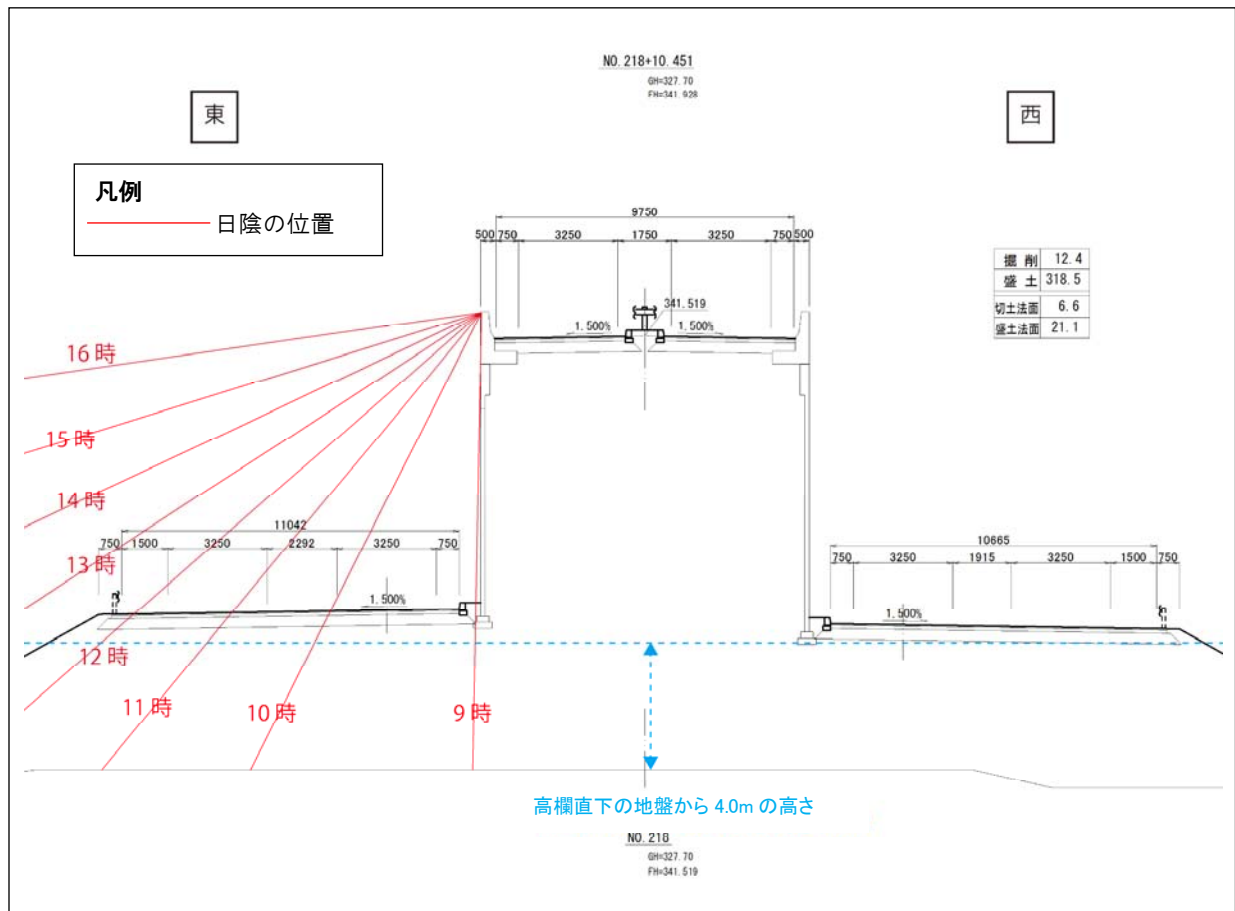 NO. 218+10.451
GH=327.70
FH=341.928
東
西
凡例
日陰の位置
9750
500 750 3250 1750 3250 750 500
掘削 12.4
盛土 318.5
切土法面 6.6
盛土法面 21.1
341.519
1.500% 1.500%
16時
15時
14時
11042
750 1500 3250 2292 3250 750
10665
750 3250 1915 3250 1500 750
13時
1.500%
1.500%
12時
11時
10時
9時
高欄直下の地盤から 4.0m の高さ
NO. 218
GH=327.70
FH=341.519